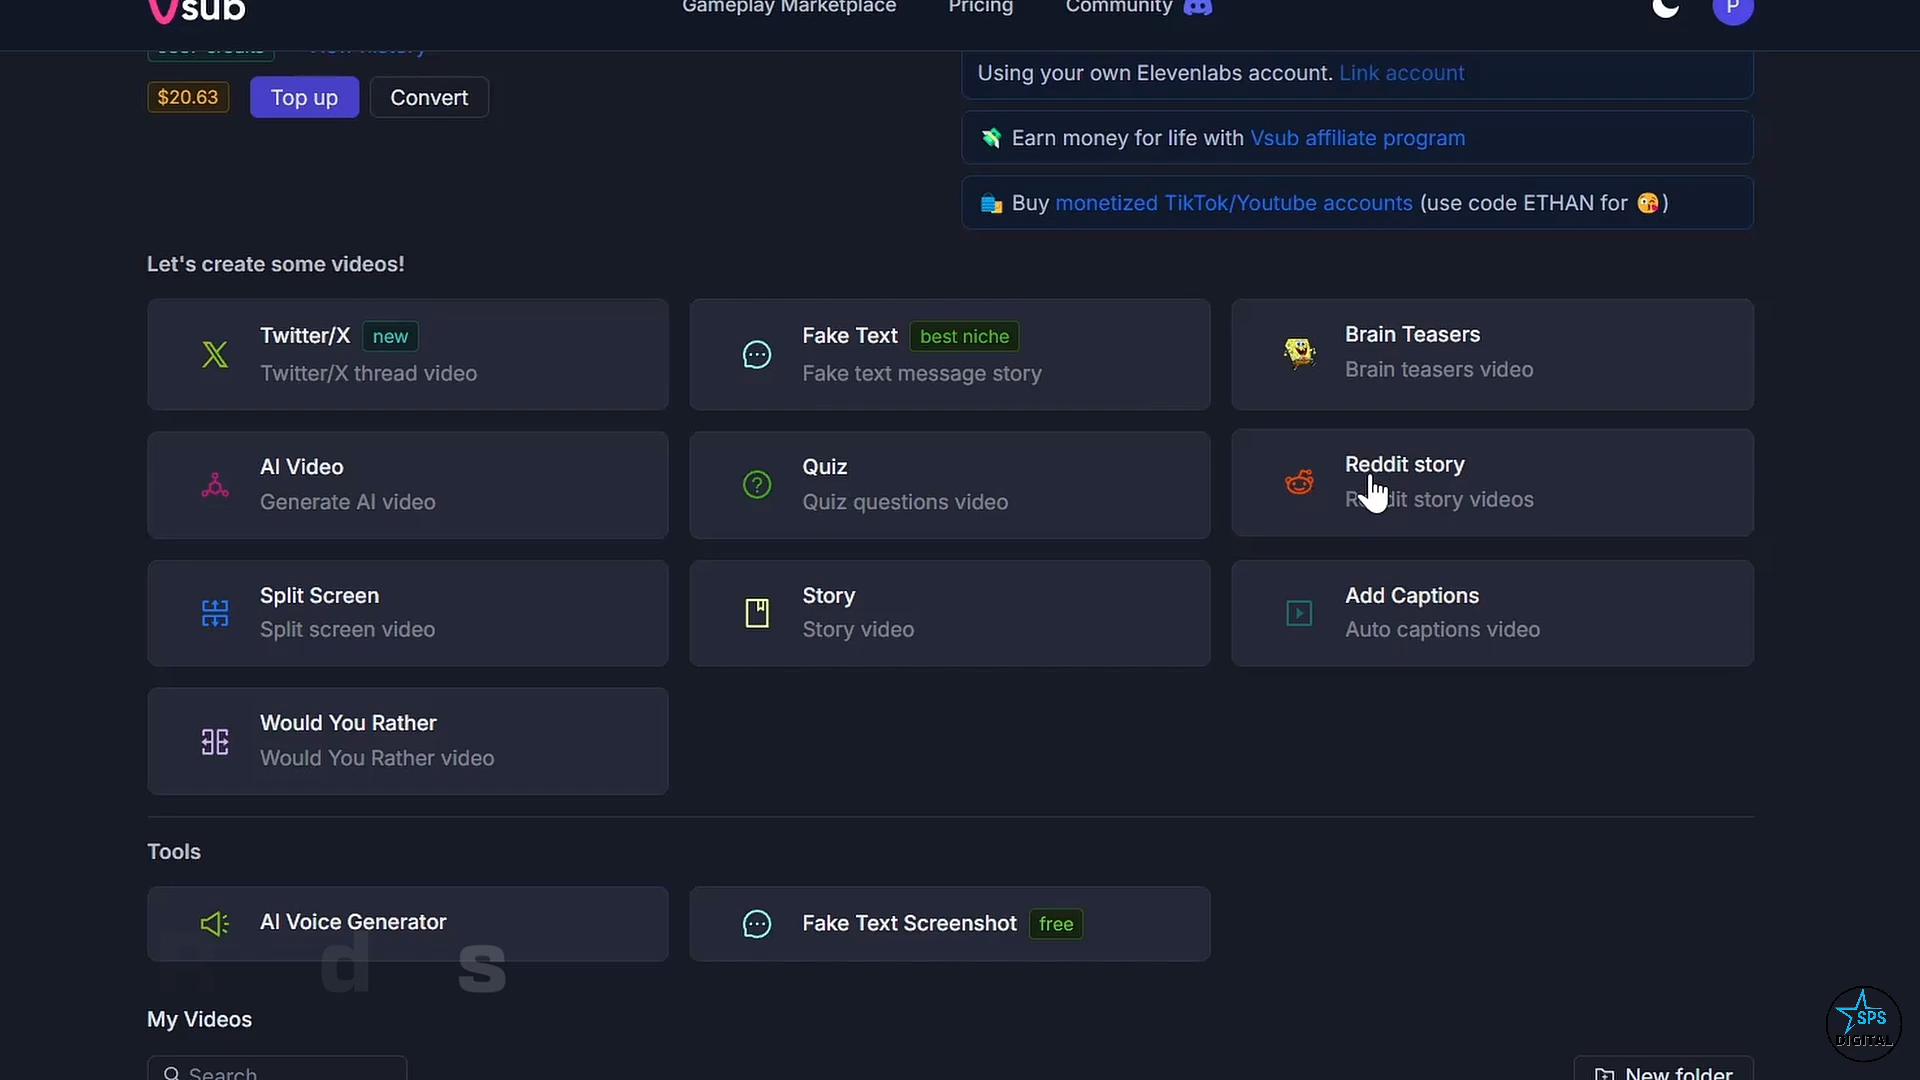 Vsub
Gameplay Marketplace
Pricing
Community
P
$20.63
Top up
Convert
Using your own Elevenlabs account. Link account
Earn money for life with Vsub affiliate program
Buy monetized TikTok/Youtube accounts (use code ETHAN for 😘)
Let's create some videos!
Twitter/X new
Twitter/X thread video
Fake Text best niche
Fake text message story
Brain Teasers
Brain teasers video
AI Video
Generate AI video
Quiz
Quiz questions video
Reddit story
Reddit story videos
Split Screen
Split screen video
Story
Story video
Add Captions
Auto captions video
Would You Rather
Would You Rather video
Tools
AI Voice Generator
Fake Text Screenshot free
d s
My Videos
Search
New folder
SPS
DIGITAL